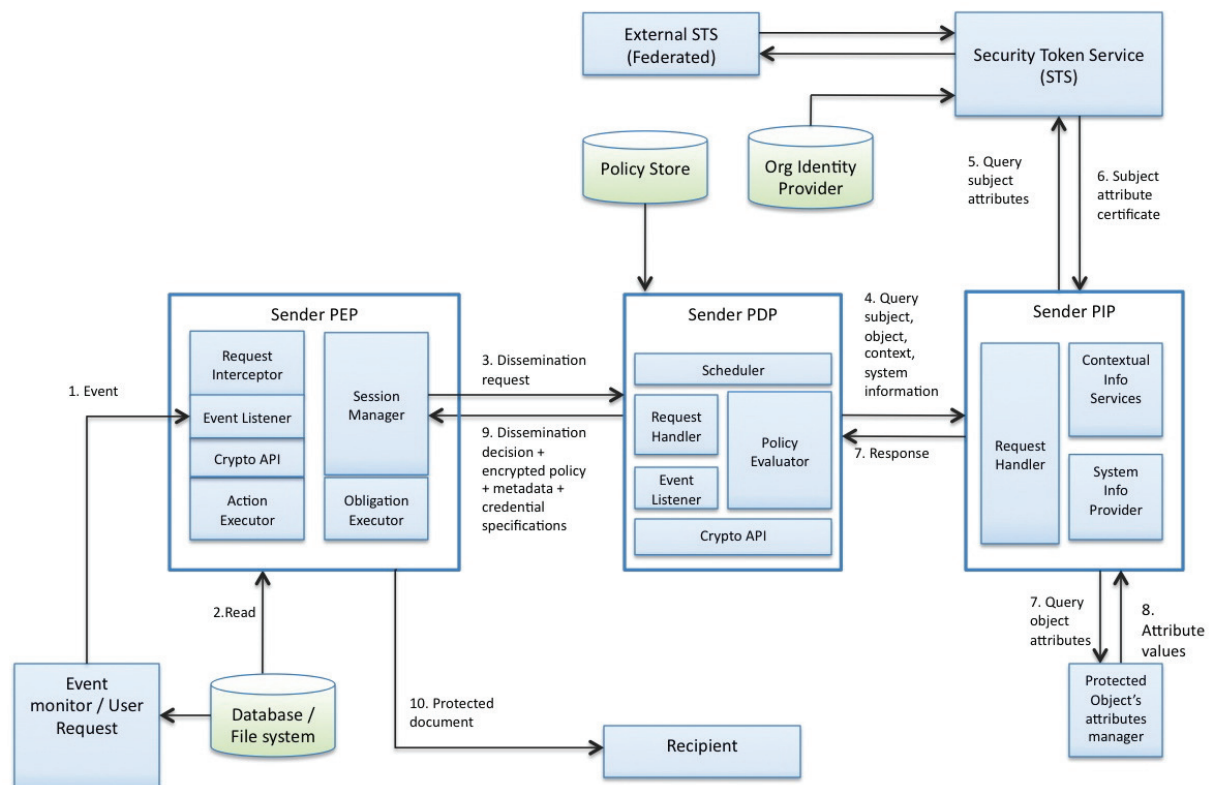 External STS
(Federated)
Security Token Service
(STS)
Policy Store
Org Identity
Provider
5. Query
subject
attributes
6. Subject
attribute
certificate
Sender PEP
Request
Interceptor
Event Listener
Crypto API
Action
Executor
Session
Manager
Obligation
Executor
1. Event
3. Dissemination
request
9. Dissemination
decision +
encrypted policy
+ metadata +
credential
specifications
Sender PDP
Scheduler
Request
Handler
Event
Listener
Policy
Evaluator
Crypto API
4. Query
subject,
object,
context,
system
information
7. Response
Sender PIP
Request
Handler
Contextual
Info
Services
System
Info
Provider
2.Read
7. Query
object
attributes
8.
Attribute
values
Event
monitor / User
Request
Database /
File system
10. Protected
document
Recipient
Protected
Object's
attributes
manager